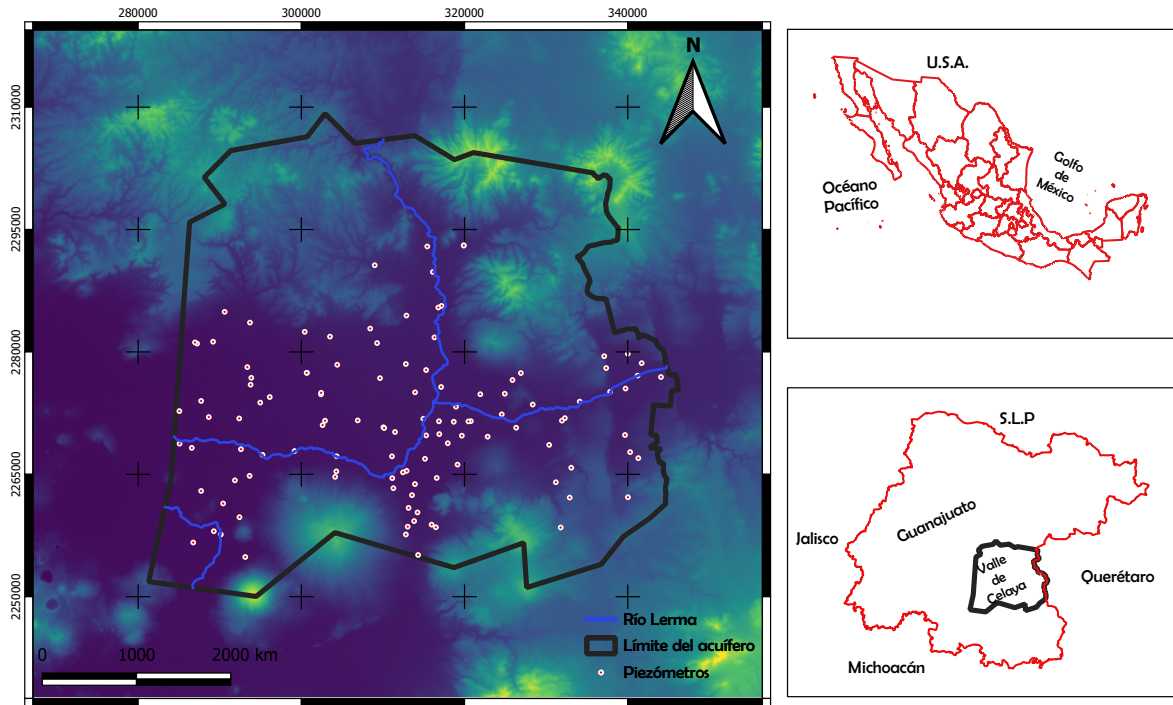 280000
300000
320000
340000
N
2310000
2295000
2280000
2265000
2250000
Río Lerma
Límite del acuífero
Piezómetros
0
1000
2000 km
U.S.A.
Golfo
de
México
Océano
Pacífico
S.L.P
Guanajuato
Jalisco
Valle
de
Celaya
Querétaro
Michoacán